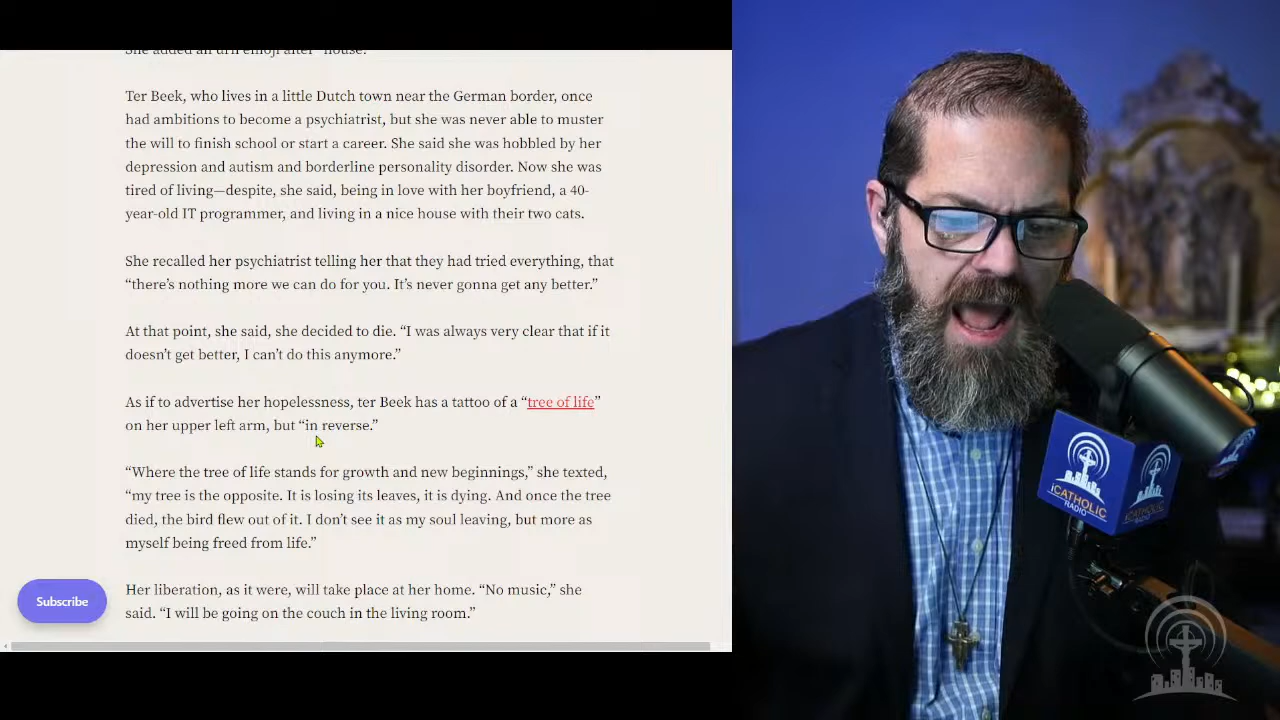 She added an urn emoji after “house.”
Ter Beek, who lives in a little Dutch town near the German border, once
had ambitions to become a psychiatrist, but she was never able to muster
the will to finish school or start a career. She said she was hobbled by her
depression and autism and borderline personality disorder. Now she was
tired of living—despite, she said, being in love with her boyfriend, a 40-
year-old IT programmer, and living in a nice house with their two cats.
She recalled her psychiatrist telling her that they had tried everything, that
“there’s nothing more we can do for you. It’s never gonna get any better.”
At that point, she said, she decided to die. “I was always very clear that if it
doesn’t get better, I can’t do this anymore.”
As if to advertise her hopelessness, ter Beek has a tattoo of a “tree of life”
on her upper left arm, but “in reverse.”
“Where the tree of life stands for growth and new beginnings,” she texted,
“my tree is the opposite. It is losing its leaves, it is dying. And once the tree
died, the bird flew out of it. I don’t see it as my soul leaving, but more as
myself being freed from life.”
Her liberation, as it were, will take place at her home. “No music,” she
said. “I will be going on the couch in the living room.”
Subscribe
iCATHOLIC
RADIO
iCATHOLIC
RADIO